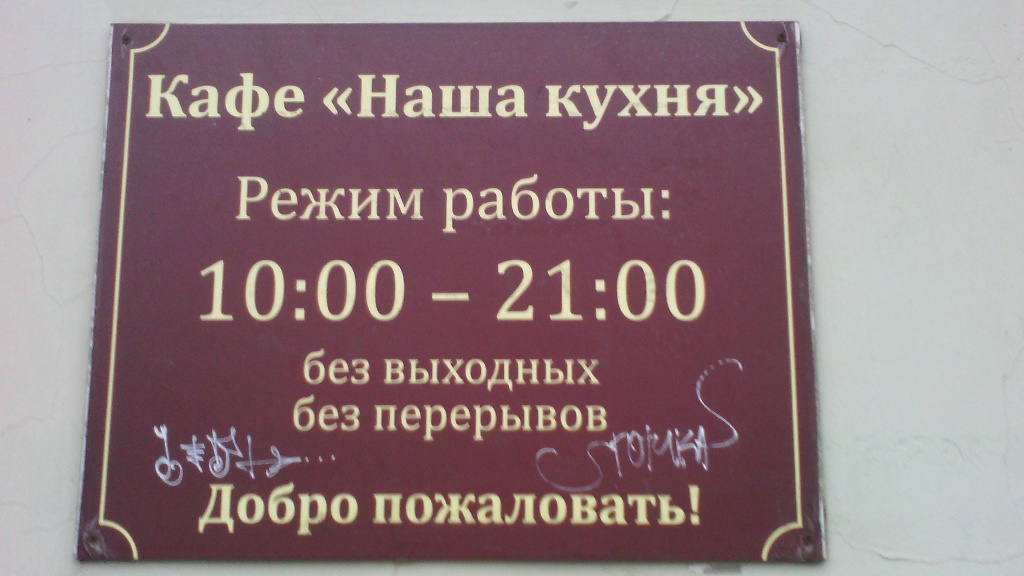 Кафе «Наша кухня»
Режим работы:
10:00 – 21:00
без выходных
без перерывов
Добро пожаловать!